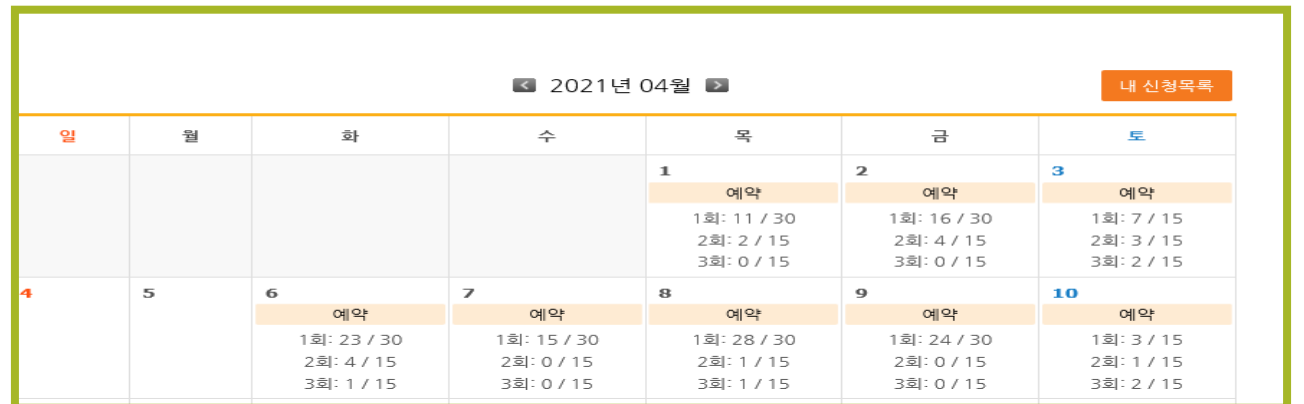 2021년 04월
내 신청목록
일 월 화 수 목 금 토
1 2 3
예약 예약 예약
1회: 11 / 30 1회: 16 / 30 1회: 7 / 15
2회: 2 / 15 2회: 4 / 15 2회: 3 / 15
3회: 0 / 15 3회: 0 / 15 3회: 2 / 15
4 5 6 7 8 9 10
예약 예약 예약 예약 예약
1회: 23 / 30 1회: 15 / 30 1회: 28 / 30 1회: 24 / 30 1회: 3 / 15
2회: 4 / 15 2회: 0 / 15 2회: 1 / 15 2회: 0 / 15 2회: 1 / 15
3회: 1 / 15 3회: 0 / 15 3회: 1 / 15 3회: 0 / 15 3회: 2 / 15